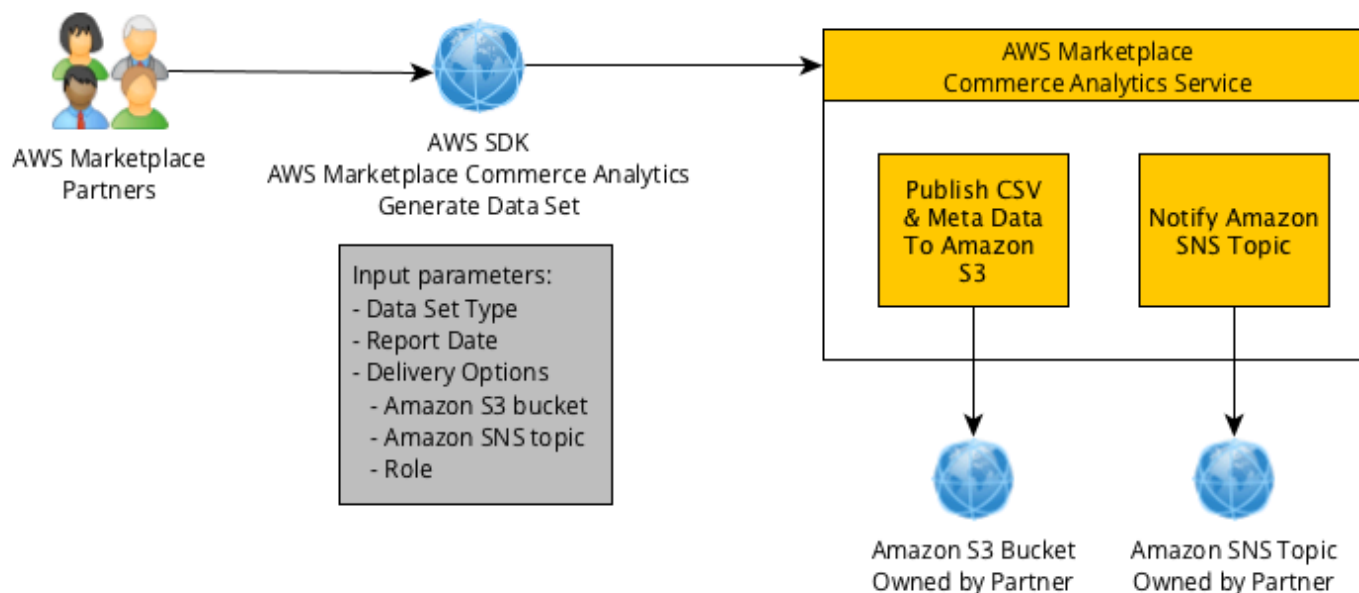 AWS Marketplace
Partners
AWS SDK
AWS Marketplace Commerce Analytics
Generate Data Set
Input parameters:
- Data Set Type
- Report Date
- Delivery Options
- Amazon S3 bucket
- Amazon SNS topic
- Role
AWS Marketplace
Commerce Analytics Service
Publish CSV
& Meta Data
To Amazon
S3
Notify Amazon
SNS Topic
Amazon S3 Bucket
Owned by Partner
Amazon SNS Topic
Owned by Partner